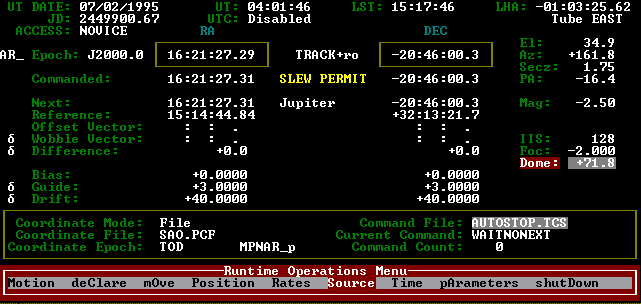 UT DATE: 07/02/1995 UT: 04:01:46 LST: 15:17:46 LHA: -01:03:25.62
JD: 2449900.67 UTC: Disabled Tube EAST
ACCESS: NOVICE RA DEC
AR_ Epoch: J2000.0 16:21:27.29 TRACK+ro -20:46:00.3 El: 34.9
Az: +161.8
Commanded: 16:21:27.31 SLEW PERMIT -20:46:00.3 Secz: 1.75
PA: -16.4
Next: 16:21:27.31 Jupiter -20:46:00.3 Mag: -2.50
Reference: 15:14:44.84 +32:13:21.7
Offset Vector: : : . : : .
δ Wobble Vector: : : . : : . IIS: 128
δ Difference: +0.0 +0.0 Foc: -2.000
Dome: +71.8
Bias: +0.0000 +0.0000
δ Guide: +3.0000 +3.0000
δ Drift: +40.0000 +40.0000
Coordinate Mode: File Command File: AUTOSTOP.TCS
Coordinate File: SAO.PCF Current Command: WAITNONEXT
Coordinate Epoch: TOD MPNAR_p Command Count: 0
Runtime Operations Menu
Motion deClare mOve Position Rates Source Time pArameters shutDown